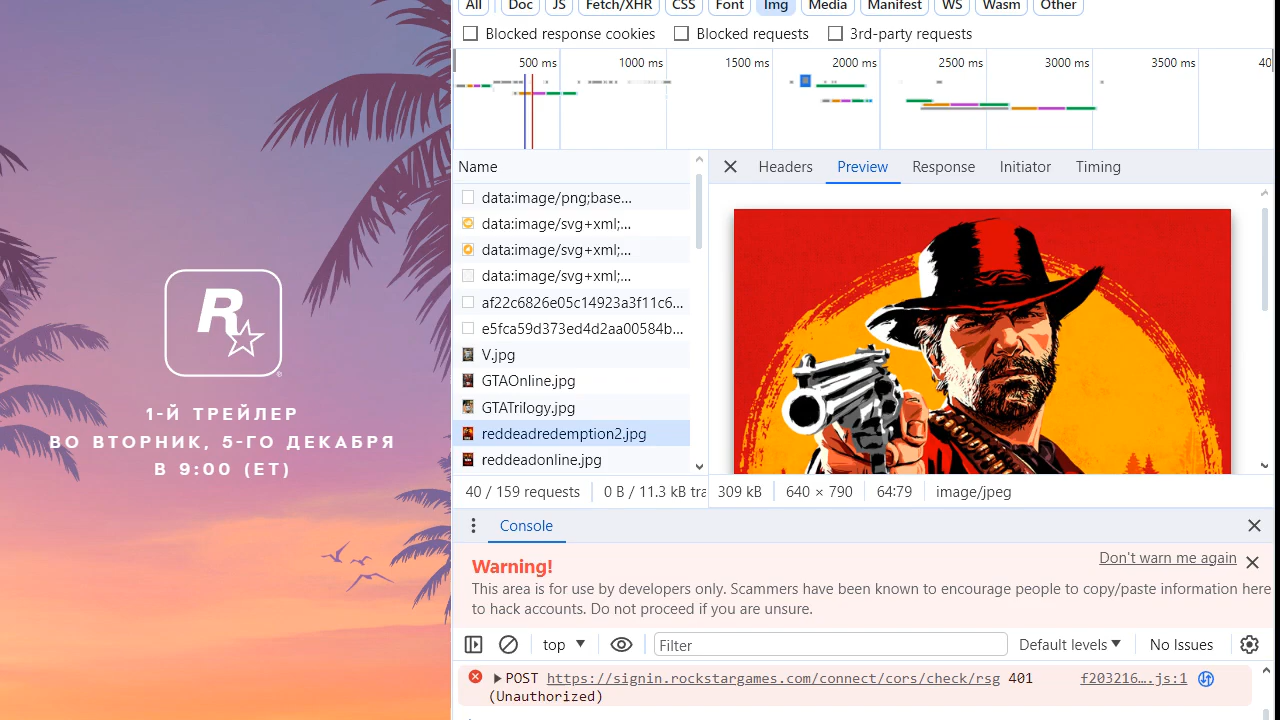 R
®
1-Й ТРЕЙЛЕР
ВО ВТОРНИК, 5-ГО ДЕКАБРЯ
В 9:00 (ET)
All Doc JS Fetch/XHR CSS Font Img Media Manifest WS Wasm Other
Blocked response cookies Blocked requests 3rd-party requests
500 ms 1000 ms 1500 ms 2000 ms 2500 ms 3000 ms 3500 ms 40
Name
data:image/png;base...
data:image/svg+xml;...
data:image/svg+xml;...
data:image/svg+xml;...
af22c6826e05c14923a3f11c6...
e5fca59d373ed4d2aa00584b...
V.jpg
GTAOnline.jpg
GTATrilogy.jpg
reddeadredemption2.jpg
reddeadonline.jpg
40 / 159 requests 0 B / 11.3 kB tra
Headers Preview Response Initiator Timing
309 kB 640 × 790 64:79 image/jpeg
Console
Warning!
Don't warn me again
This area is for use by developers only. Scammers have been known to encourage people to copy/paste information here
to hack accounts. Do not proceed if you are unsure.
top Filter Default levels No Issues
POST https://signin.rockstargames.com/connect/cors/check/rsg 401 f203216….js:1
(Unauthorized)